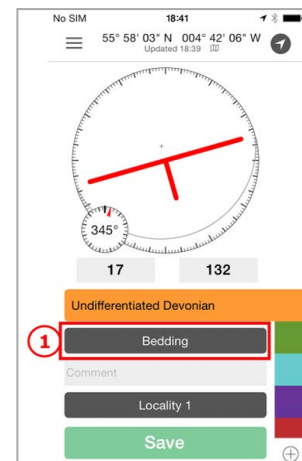 No SIM 18:41
55° 58' 03" N 004° 42' 06" W
Updated 18:39
345°
17 132
Undifferentiated Devonian
1 Bedding
Comment
Locality 1
Save